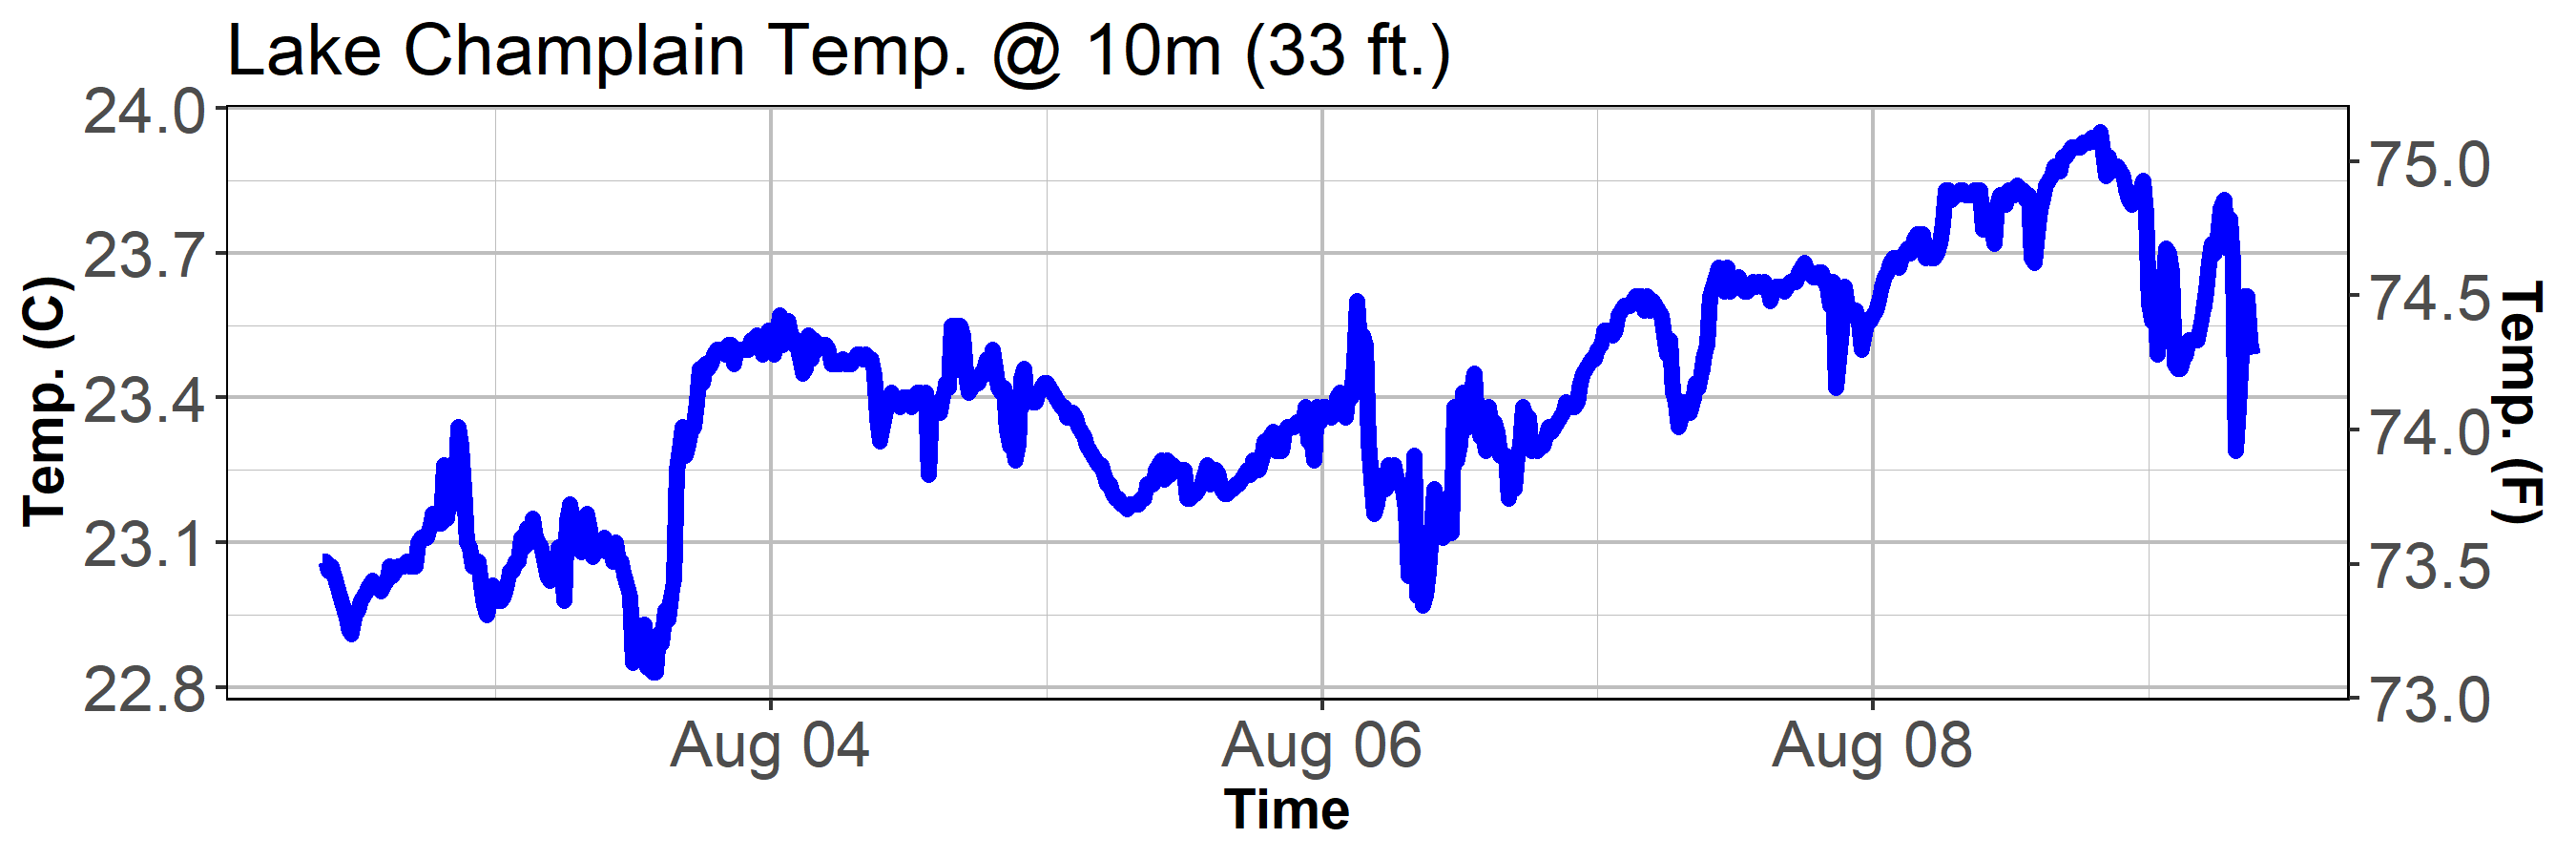 Lake Champlain Temp. @ 10m (33 ft.)
Temp. (C)
24.0
23.7
23.4
23.1
22.8
75.0
74.5
74.0
73.5
73.0
Temp. (F)
Aug 04 Aug 06 Aug 08
Time